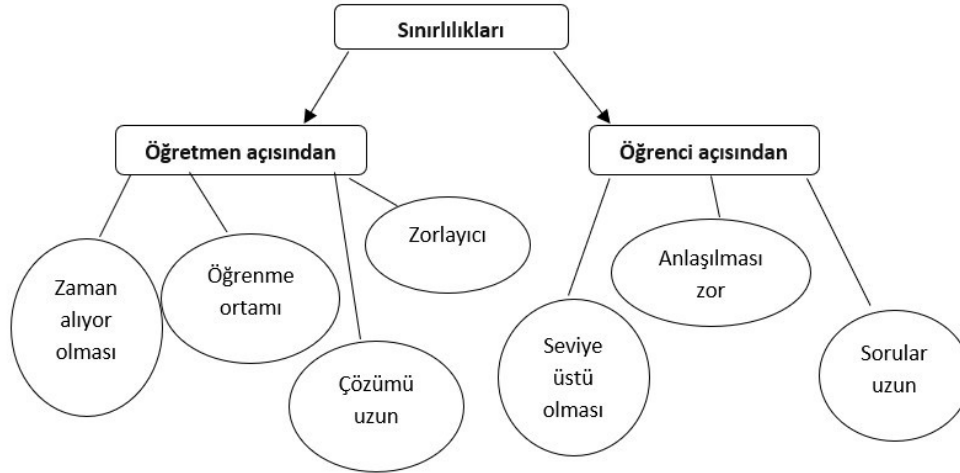 Sınırlılıkları
Öğretmen açısından
Öğrenci açısından
Zaman
alıyor
olması
Öğrenme
ortamı
Çözümü
uzun
Zorlayıcı
Seviye
üstü
olması
Anlaşılması
zor
Sorular
uzun